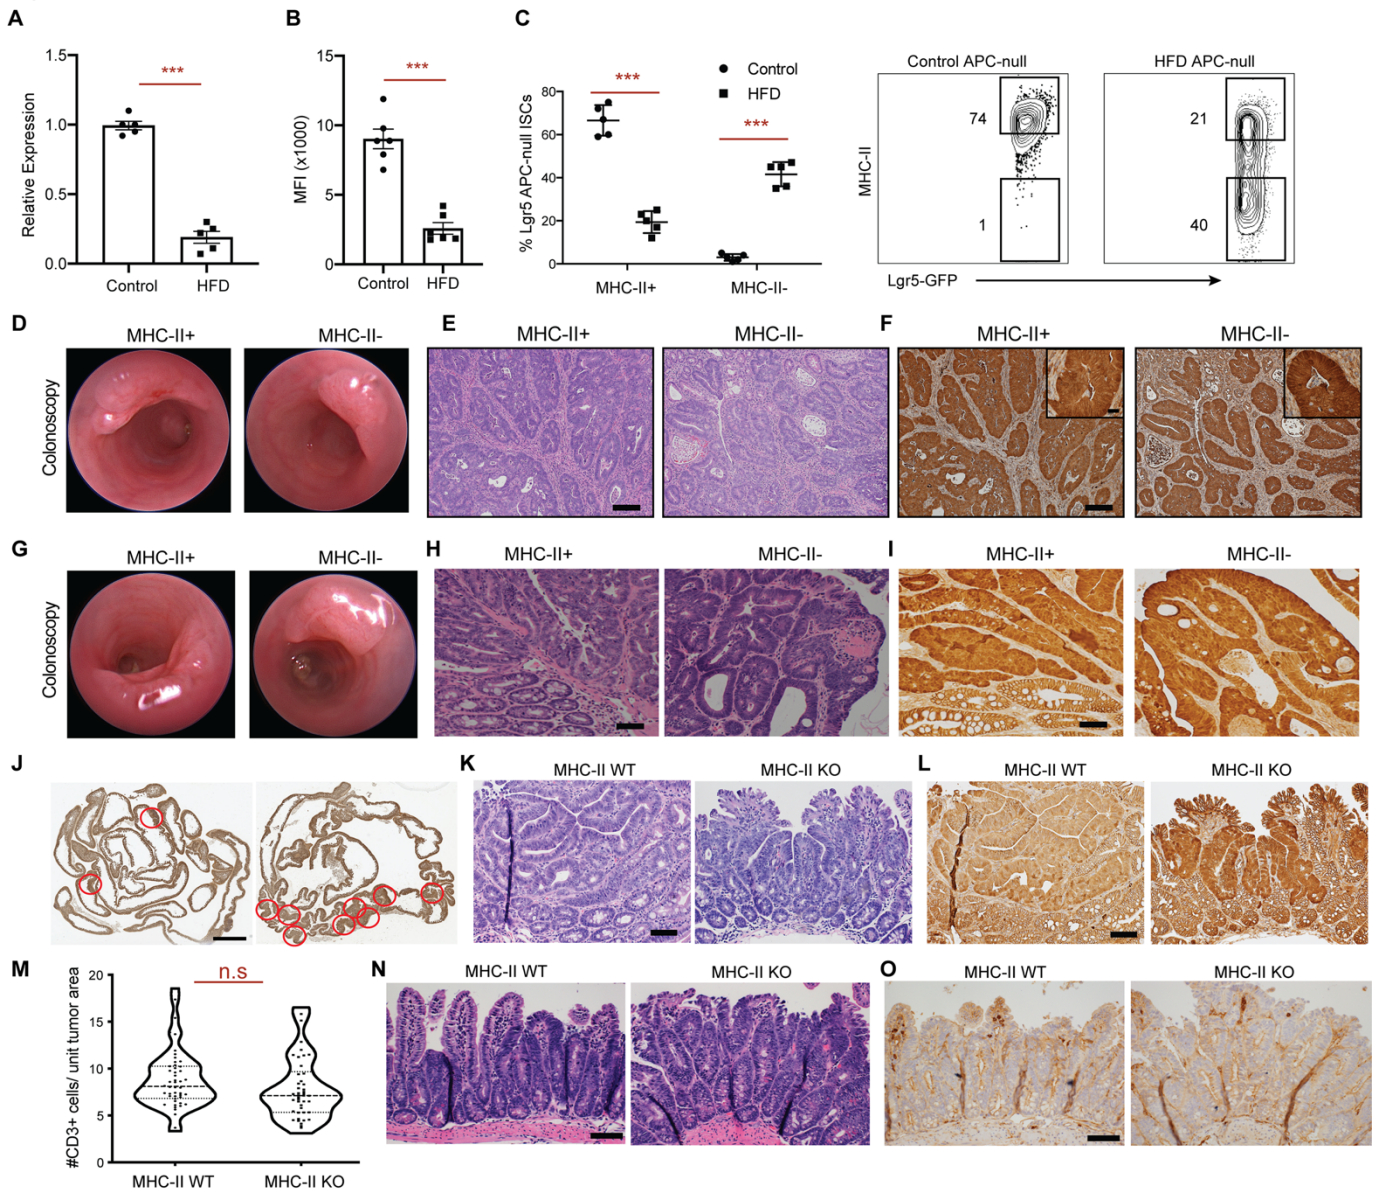 A
Relative Expression
1.5
1.0
0.5
0.0
***
Control
HFD
B
MFI (x1000)
15
10
5
0
***
Control
HFD
C
% Lgr5 APC-null ISCs
80
60
40
20
0
***
***
Control
HFD
MHC-II+
MHC-II-
Control APC-null
HFD APC-null
MHC-II
74
1
21
40
Lgr5-GFP
D
MHC-II+
MHC-II-
Colonoscopy
E
MHC-II+
MHC-II-
F
MHC-II+
MHC-II-
G
MHC-II+
MHC-II-
Colonoscopy
H
MHC-II+
MHC-II-
I
MHC-II+
MHC-II-
J
K
MHC-II WT
MHC-II KO
L
MHC-II WT
MHC-II KO
M
#CD3+ cells/ unit tumor area
20
15
10
5
0
n.s
MHC-II WT
MHC-II KO
N
MHC-II WT
MHC-II KO
O
MHC-II WT
MHC-II KO